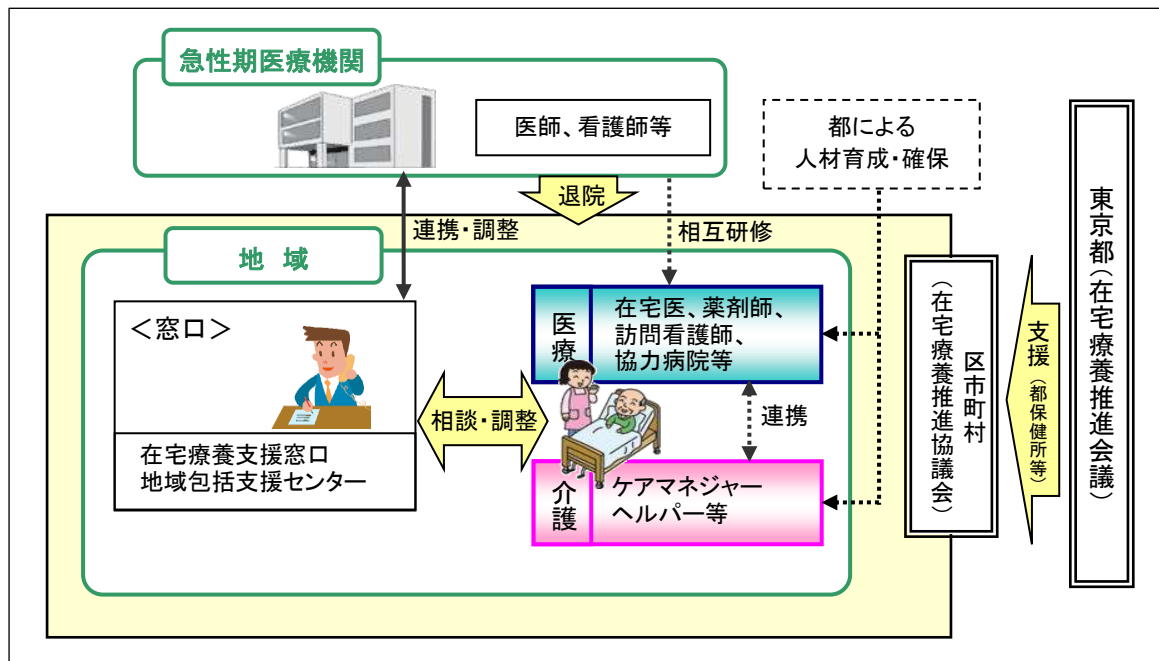 急性期医療機関
医師、看護師等
都による
人材育成・確保
退院
連携・調整
相互研修
地 域
<窓口>
在宅療養支援窓口
地域包括支援センター
相談・調整
医療
在宅医、薬剤師、
訪問看護師、
協力病院等
連携
介護
ケアマネジャー
ヘルパー等
区市町村
(在宅療養推進協議会)
支援(都保健所等)
東京都(在宅療養推進会議)